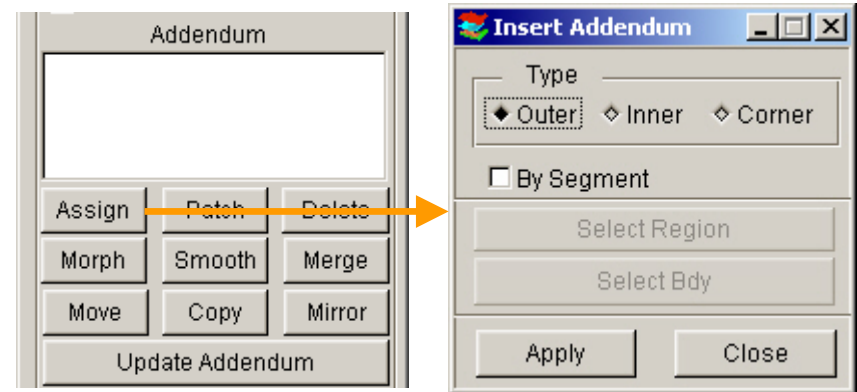 Addendum
Assign Patch Delete
Morph Smooth Merge
Move Copy Mirror
Update Addendum
Insert Addendum
Type
Outer Inner Corner
By Segment
Select Region
Select Bdy
Apply Close